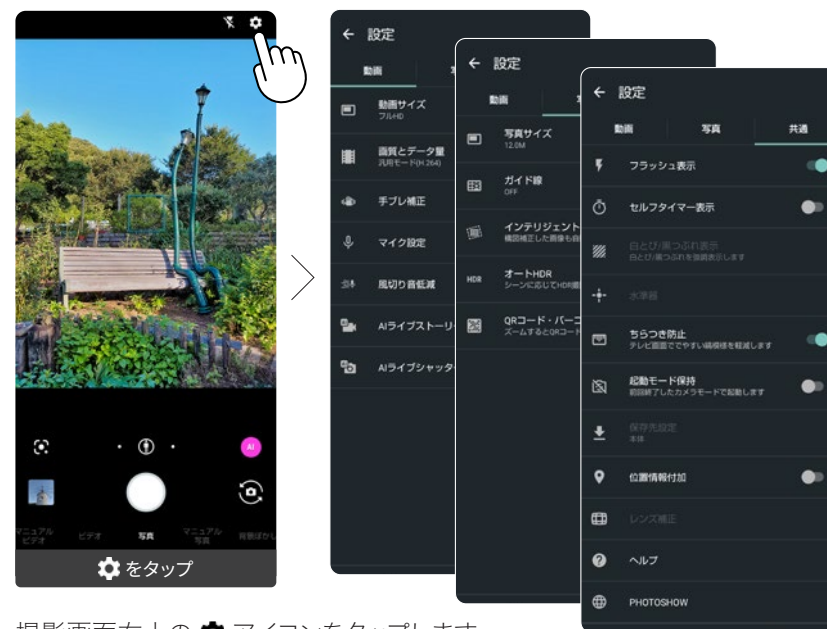 AI
マニュアル
ビデオ
ビデオ
写真
マニュアル
写真
背景ぼかし
をタップ
設定
動画
動画サイズ
フルHD
画質とデータ量
汎用モード(H.264)
手ブレ補正
マイク設定
風切り音低減
AIライブストーリ
AIライブシャッタ
設定
動画
写真サイズ
12.0M
ガイド線
OFF
インテリジェント
構図補正した画像も自
HDR
オートHDR
シーンに応じてHDR撮
QRコード・バーコ
ズームするとQRコード
設定
動画 写真 共通
フラッシュ表示
セルフタイマー表示
白とび/黒つぶれ表示
白とび/黒つぶれを強調表示します
水準器
ちらつき防止
テレビ画面ででやすい縞模様を軽減します
起動モード保持
前回終了したカメラモードで起動します
保存先設定
本体
位置情報付加
レンズ補正
ヘルプ
PHOTOSHOW
撮影画面右上の アイコンをタップします